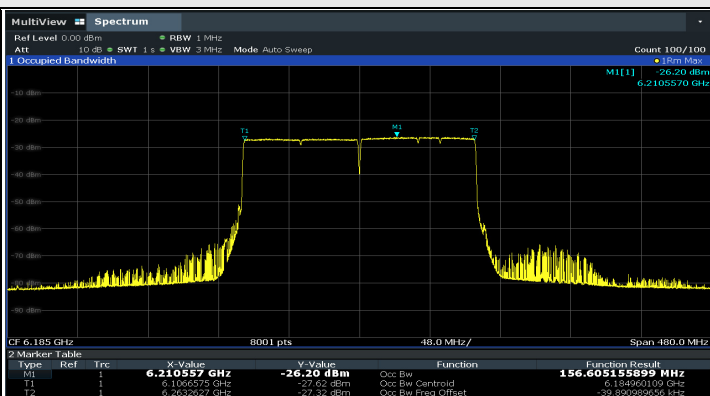 MultiView Spectrum
Ref Level 0.00 dBm RBW 1 MHz
Att 10 dB SWT 1 s VBW 3 MHz Mode Auto Sweep Count 100/100
1 Occupied Bandwidth 1Rm Max
M1[1] -26.20 dBm
6.2105570 GHz
-10 dBm
-20 dBm
T1 M1 T2
-30 dBm
-40 dBm
-50 dBm
-60 dBm
-70 dBm
-80 dBm
-90 dBm
CF 6.185 GHz 8001 pts 48.0 MHz/ Span 480.0 MHz
2 Marker Table
Type Ref Trc X-Value Y-Value Function Function Result
M1 1 6.210557 GHz -26.20 dBm Occ Bw 156.605155899 MHz
T1 1 6.1066575 GHz -27.62 dBm Occ Bw Centroid 6.184960109 GHz
T2 1 6.2632627 GHz -27.32 dBm Occ Bw Freq Offset -39.890989656 kHz